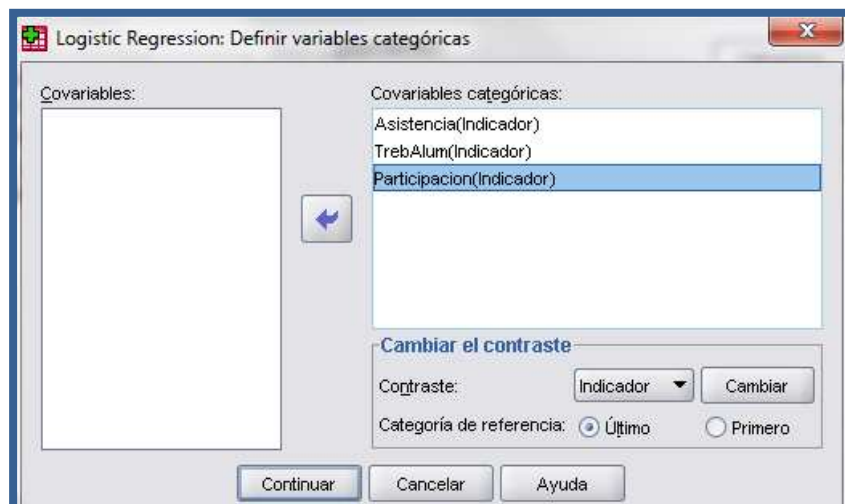 Logistic Regression: Definir variables categóricas
Covariables:
Covariables categóricas:
Asistencia(Indicador)
TrebAlum(Indicador)
Participacion(Indicador)
Cambiar el contraste
Contraste:
Indicador
Cambiar
Categoría de referencia:
Último
Primero
Continuar
Cancelar
Ayuda